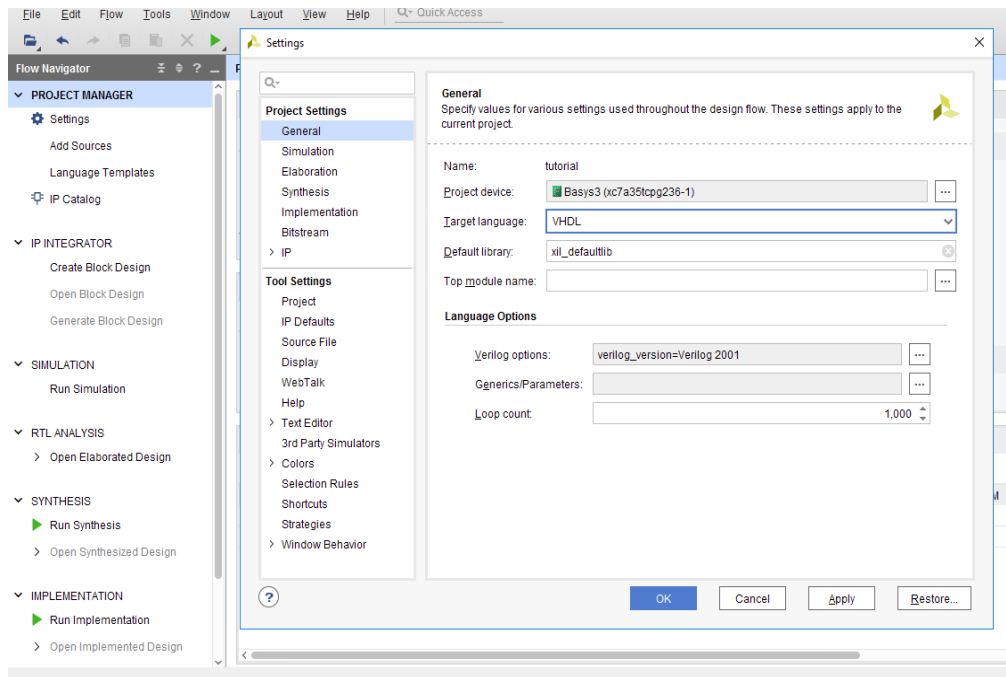 File Edit Flow Tools Window Layout View Help Quick Access
Settings
Flow Navigator ?
PROJECT MANAGER
Settings
Add Sources
Language Templates
IP Catalog
IP INTEGRATOR
Create Block Design
Open Block Design
Generate Block Design
SIMULATION
Run Simulation
RTL ANALYSIS
Open Elaborated Design
SYNTHESIS
Run Synthesis
Open Synthesized Design
IMPLEMENTATION
Run Implementation
Open Implemented Design
Project Settings
General
Simulation
Elaboration
Synthesis
Implementation
Bitstream
IP
Tool Settings
Project
IP Defaults
Source File
Display
WebTalk
Help
Text Editor
3rd Party Simulators
Colors
Selection Rules
Shortcuts
Strategies
Window Behavior
General
Specify values for various settings used throughout the design flow. These settings apply to the
current project.
Name: tutorial
Project device: Basys3 (xc7a35tcpg236-1) ...
Target language: VHDL
Default library: xil_defaultlib
Top module name: ...
Language Options
Verilog options: verilog_version=Verilog 2001 ...
Generics/Parameters: ...
Loop count: 1,000
? OK Cancel Apply Restore...